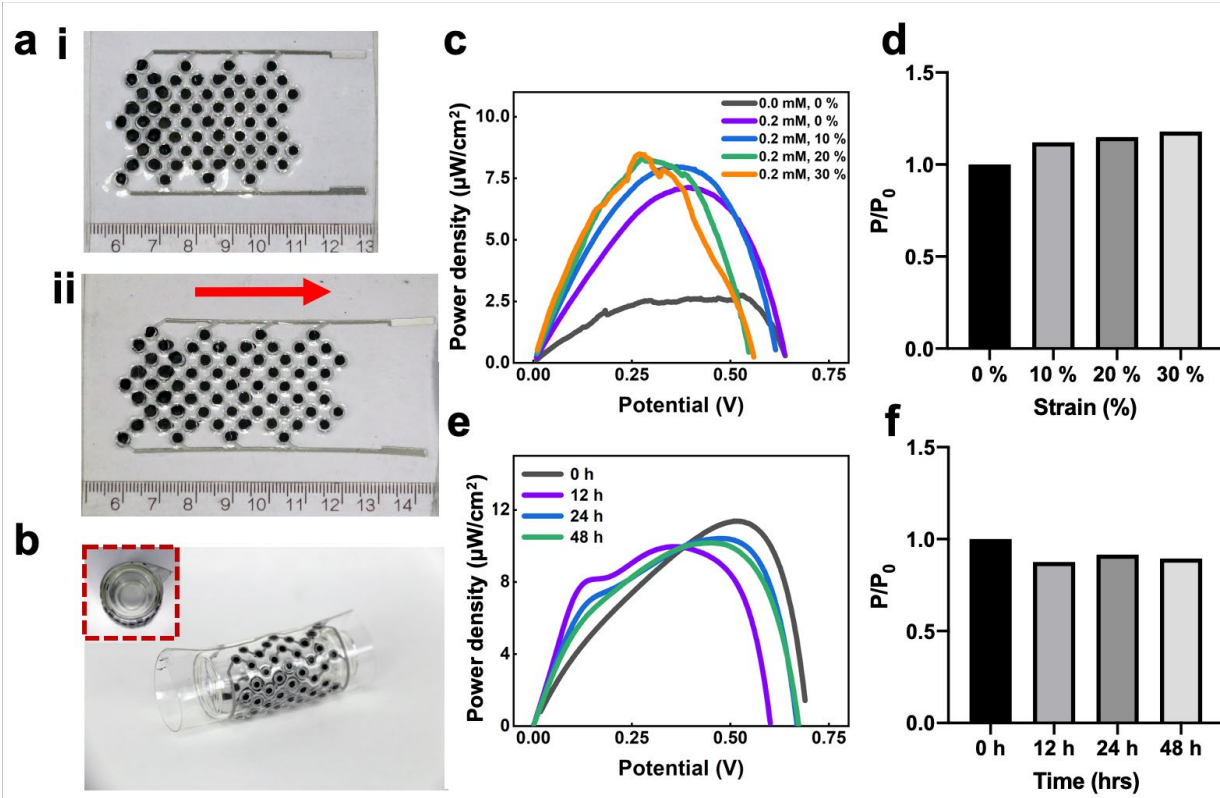 a i
6 7 8 9 10 11 12 13
ii
6 7 8 9 10 11 12 13 14
b
c
Power density (µW/cm²)
10.0
7.5
5.0
2.5
0.0
0.00 0.25 0.50 0.75
Potential (V)
0.0 mM, 0 %
0.2 mM, 0 %
0.2 mM, 10 %
0.2 mM, 20 %
0.2 mM, 30 %
d
P/P₀
1.5
1.0
0.5
0.0
0 % 10 % 20 % 30 %
Strain (%)
e
Power density (µW/cm²)
12
8
4
0
0.00 0.25 0.50 0.75
Potential (V)
0 h
12 h
24 h
48 h
f
P/P₀
1.5
1.0
0.5
0.0
0 h 12 h 24 h 48 h
Time (hrs)